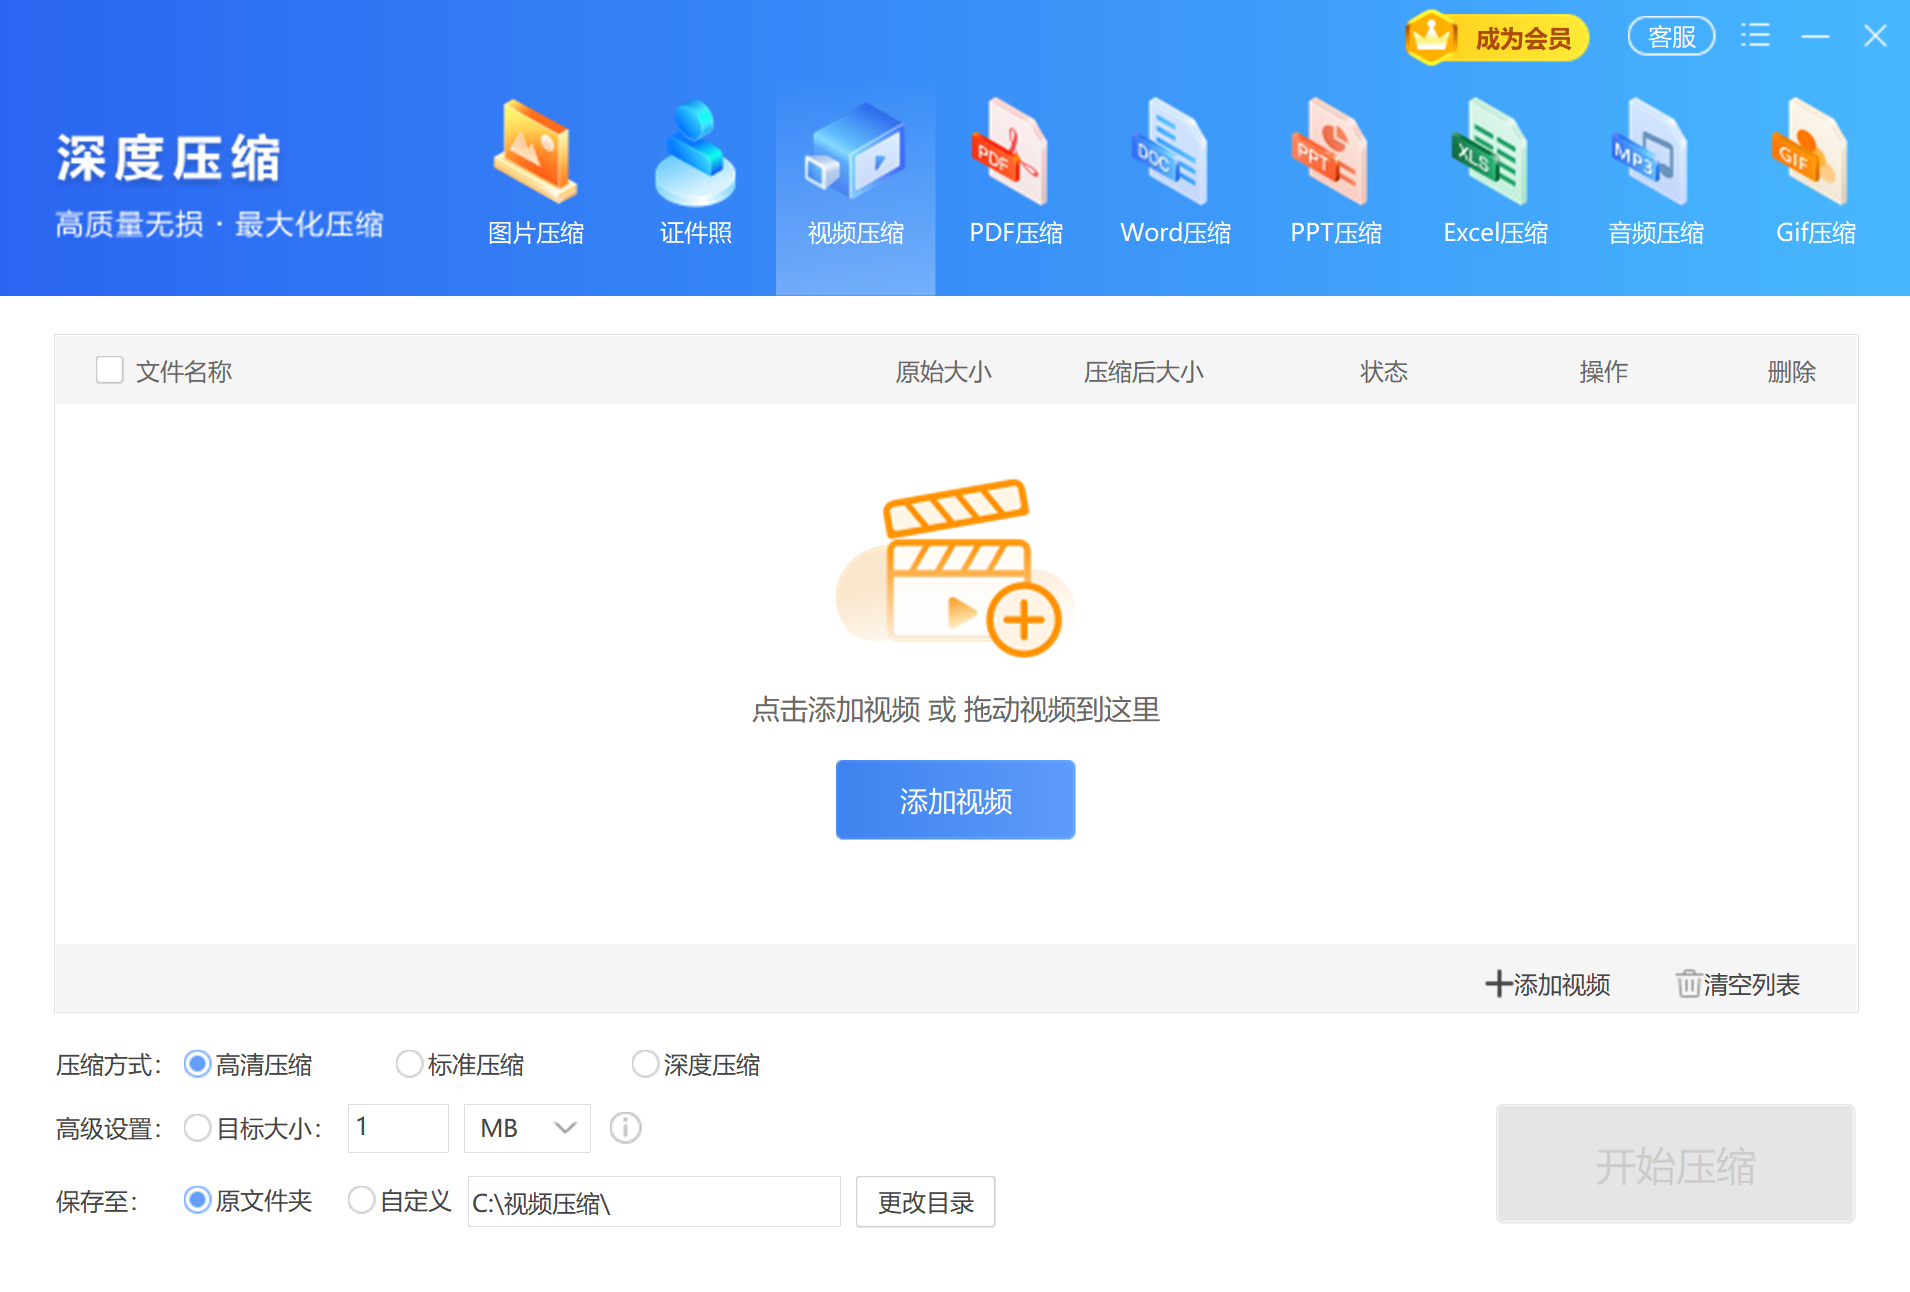 成为会员
客服
深度压缩
高质量无损·最大化压缩
图片压缩
证件照
视频压缩
PDF
PDF压缩
DOC
Word压缩
PPT
PPT压缩
XLS
Excel压缩
MP3
音频压缩
GIF
Gif压缩
文件名称 原始大小 压缩后大小 状态 操作 删除
点击添加视频 或 拖动视频到这里
添加视频
添加视频 清空列表
压缩方式： 高清压缩 标准压缩 深度压缩
高级设置： 目标大小： 1 MB
保存至： 原文件夹 自定义 C:\视频压缩\ 更改目录
开始压缩